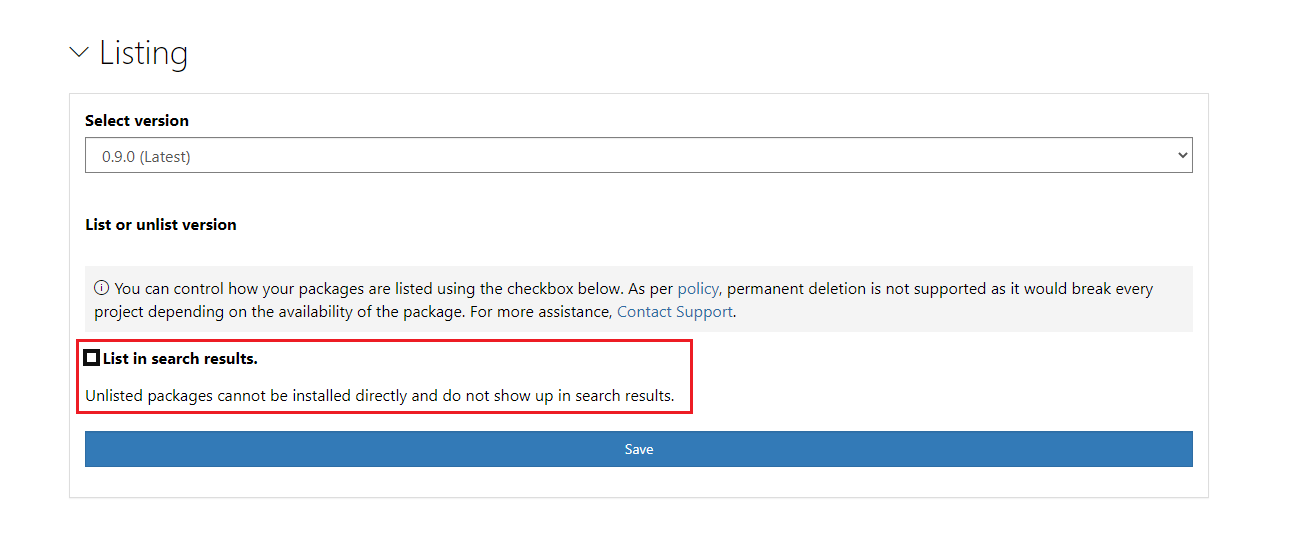 Listing
Select version
0.9.0 (Latest)
List or unlist version
You can control how your packages are listed using the checkbox below. As per policy, permanent deletion is not supported as it would break every
project depending on the availability of the package. For more assistance, Contact Support.
List in search results.
Unlisted packages cannot be installed directly and do not show up in search results.
Save